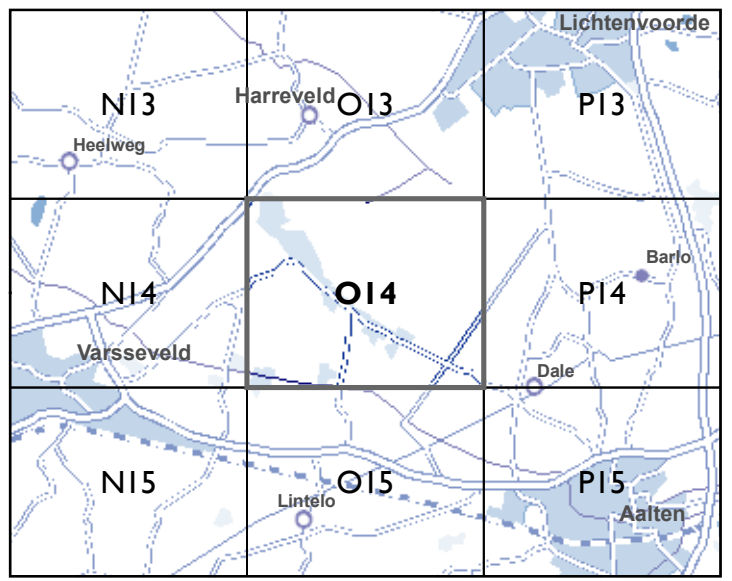 Lichtenvoorde
Harreveld
N13
O13
P13
Heelweg
Barlo
N14
O14
P14
Varsseveld
Dale
N15
O15
P15
Lintelo
Aalten